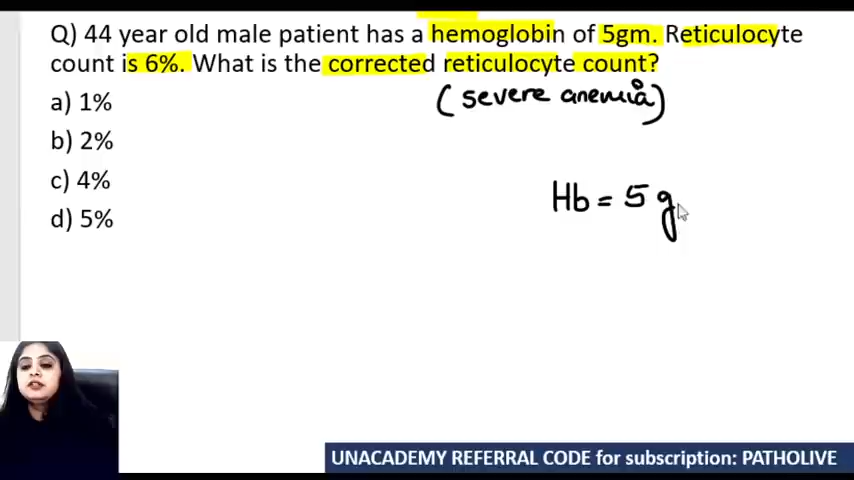 Q) 44 year old male patient has a hemoglobin of 5gm. Reticulocyte
count is 6%. What is the corrected reticulocyte count?
a) 1%
(severe anemia)
b) 2%
c) 4%
Hb = 5 g
d) 5%
UNACADEMY REFERRAL CODE for subscription: PATHOLIVE